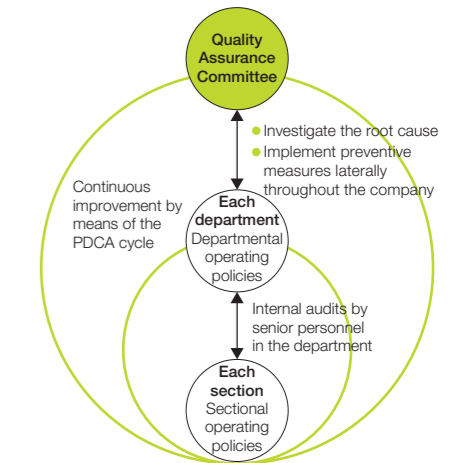 Quality
Assurance
Committee
Investigate the root cause
Implement preventive
measures laterally
throughout the company
Continuous
improvement by
means of the
PDCA cycle
Each
department
Departmental
operating
policies
Internal audits by
senior personnel
in the department
Each
section
Sectional
operating
policies